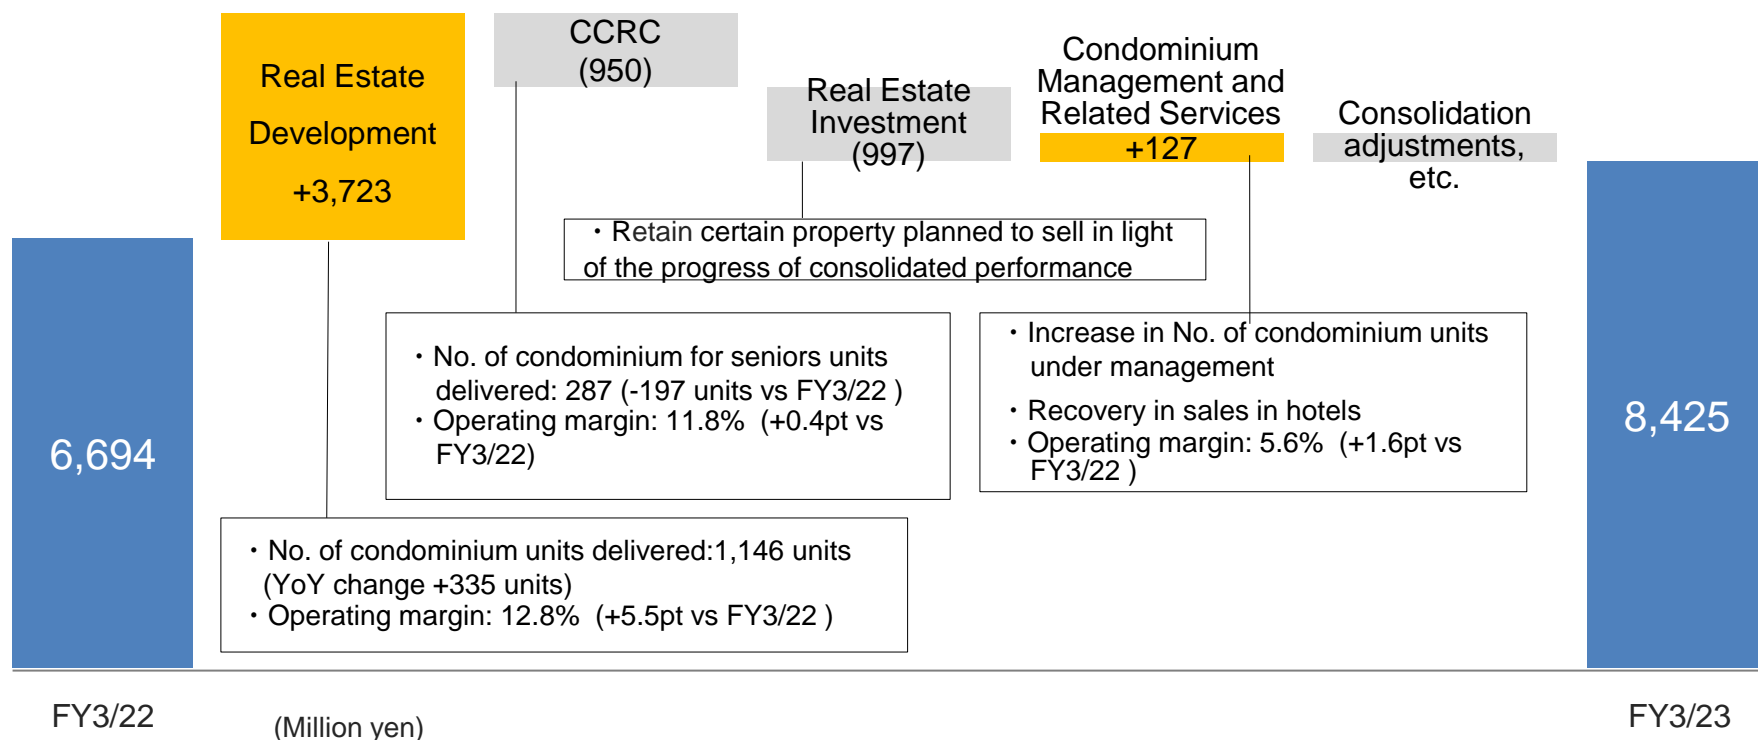 Real Estate
Development
+3,723
CCRC
(950)
Real Estate
Investment
(997)
Condominium
Management and
Related Services
+127
Consolidation
adjustments,
etc.
・Retain certain property planned to sell in light
of the progress of consolidated performance
・No. of condominium for seniors units
delivered: 287 (-197 units vs FY3/22 )
・Operating margin: 11.8% (+0.4pt vs
FY3/22)
・Increase in No. of condominium units
under management
・Recovery in sales in hotels
・Operating margin: 5.6% (+1.6pt vs
FY3/22 )
6,694
8,425
・No. of condominium units delivered:1,146 units
(YoY change +335 units)
・Operating margin: 12.8% (+5.5pt vs FY3/22 )
FY3/22
(Million yen)
FY3/23